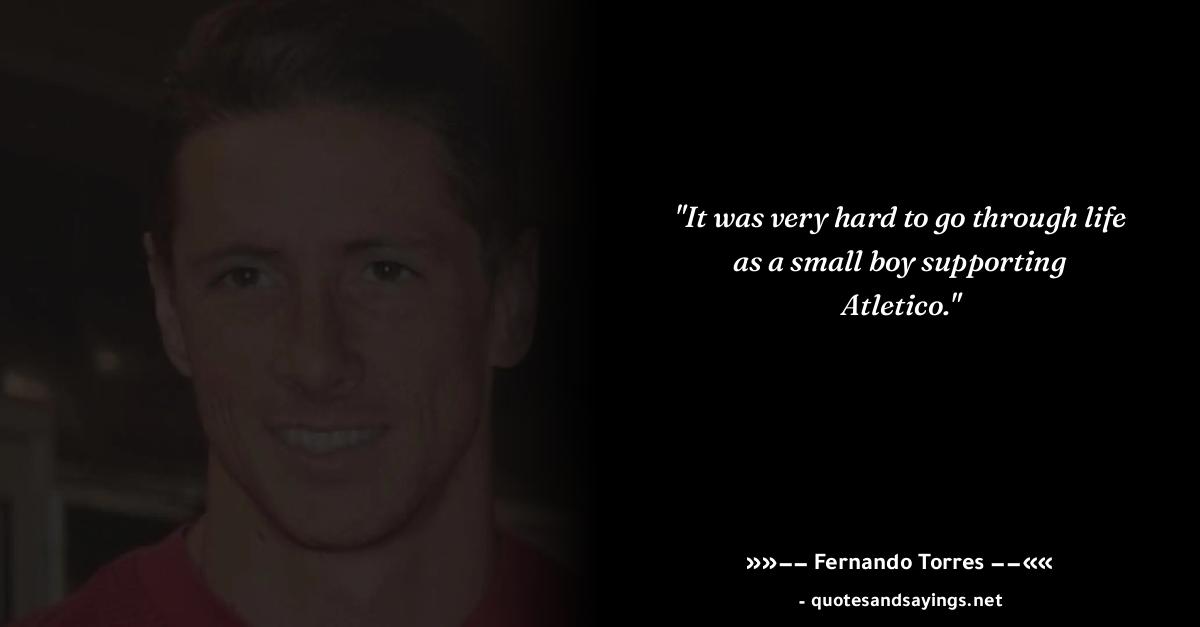 "It was very hard to go through life
as a small boy supporting
Atletico."
»»−− Fernando Torres −−««
- quotesandsayings.net